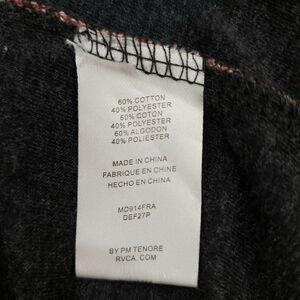 60% COTTON
40% POLYESTER
60% COTON
40% POLYESTER
60% ALGODON
40% POLIESTER
MADE IN CHINA
FABRIQUE EN CHINE
HECHO EN CHINA
MD914FRA
DEF27P
BY PM TENORE
RVCA. COM